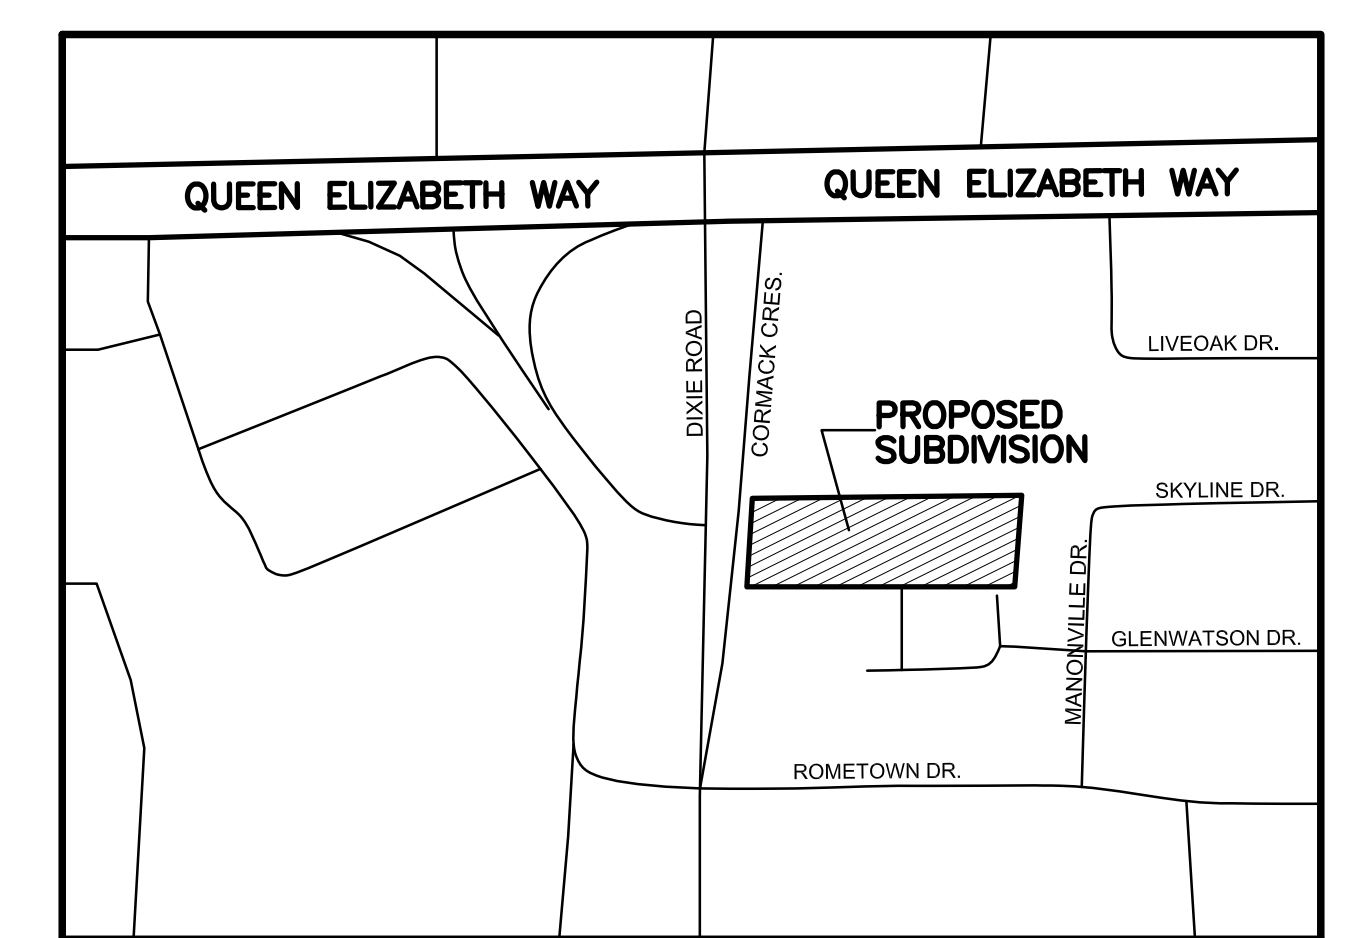 QUEEN ELIZABETH WAY
QUEEN ELIZABETH WAY
DIXIE ROAD
CORMACK CRES.
LIVEOAK DR.
PROPOSED
SUBDIVISION
SKYLINE DR.
MANONVILLE DR.
GLENWATSON DR.
ROMETOWN DR.